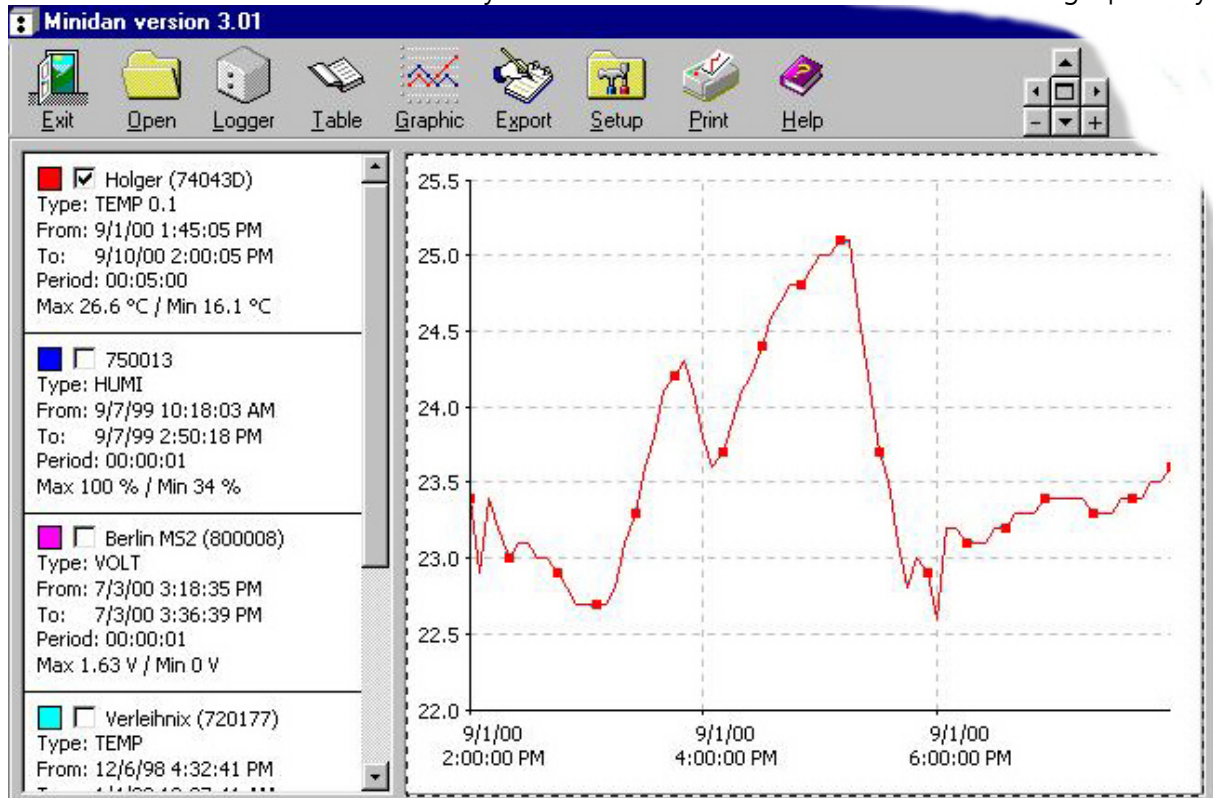 Minidan version 3.01
Exit Open Logger Table Graphic Export Setup Print Help
Holger (74043D)
Type: TEMP 0.1
From: 9/1/00 1:45:05 PM
To: 9/10/00 2:00:05 PM
Period: 00:05:00
Max 26.6 °C / Min 16.1 °C
750013
Type: HUMI
From: 9/7/99 10:18:03 AM
To: 9/7/99 2:50:18 PM
Period: 00:00:01
Max 100 % / Min 34 %
Berlin MS2 (800008)
Type: VOLT
From: 7/3/00 3:18:35 PM
To: 7/3/00 3:36:39 PM
Period: 00:00:01
Max 1.63 V / Min 0 V
Verleihnix (720177)
Type: TEMP
From: 12/6/98 4:32:41 PM
25.5
25.0
24.5
24.0
23.5
23.0
22.5
22.0
9/1/00 9/1/00 9/1/00
2:00:00 PM 4:00:00 PM 6:00:00 PM